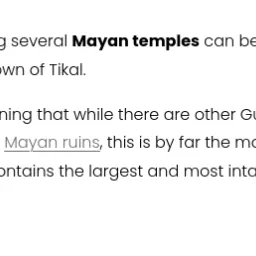 g several Mayan temples can be
own of Tikal.
ning that while there are other Gu
Mayan ruins, this is by far the mo
ontains the largest and most inta